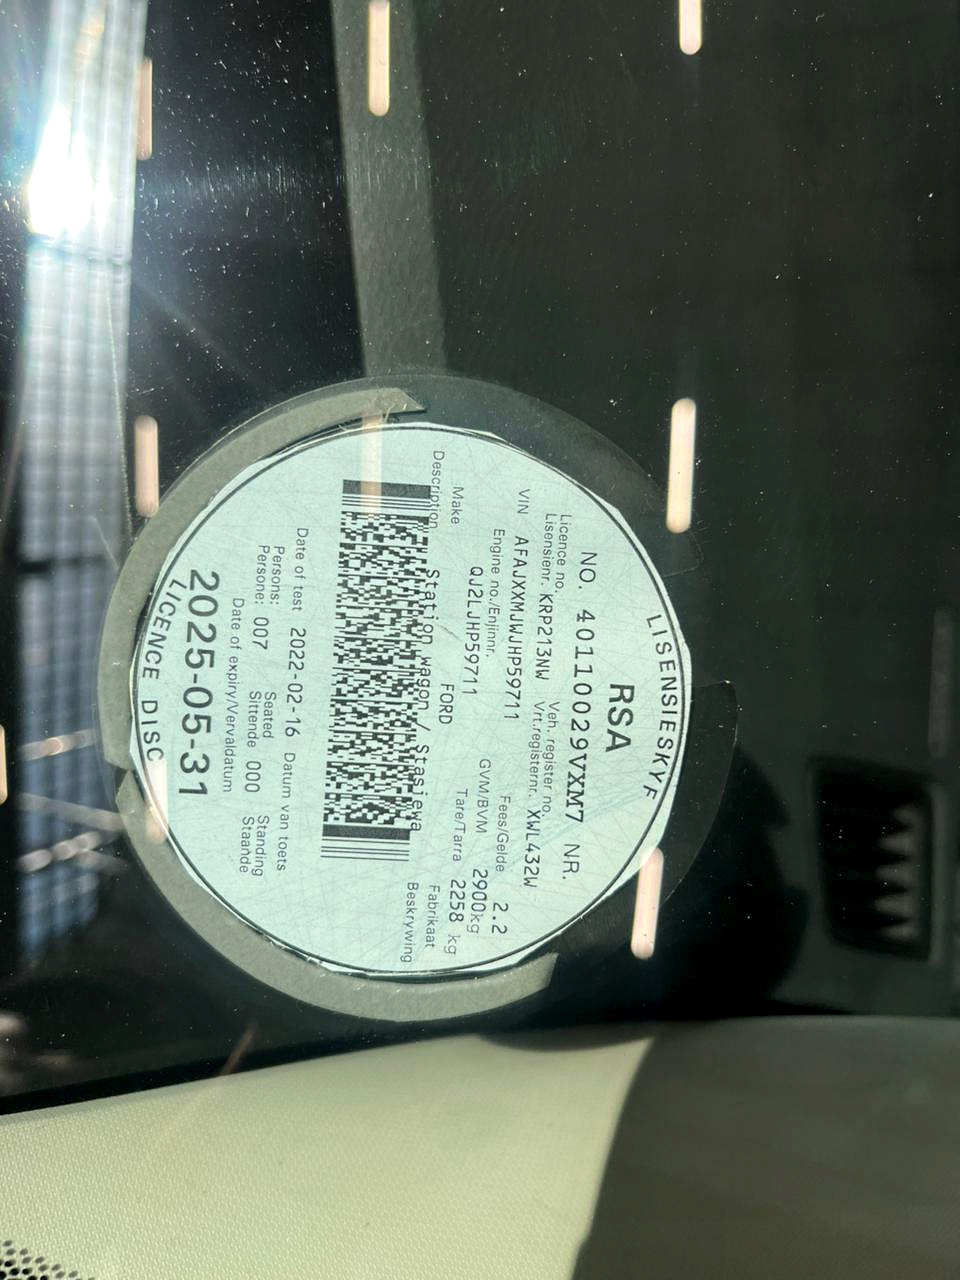 LISENSIESKYF
RSA
NO. 40110029VXM7 NR.
Licence no. Veh. register no.
Lisensienr. KRP213NW Vrt.registernr. XWL432W
VIN AFAJXXMJWJHP59711 Fees/Gelde 2.2
Engine no./Enjinnr. GVM/BVM 2900kg
QJ2LJHP59711 Tare/Tarra 2258 kg
Make FORD Fabrikaat
Description Station wagon / Stasiewa Beskrywing
Date of test 2022-02-16 Datum van toets
Persons: Seated Standing
Persone: 007 Sittende 000 Staande
Date of expiry/Vervaldatum
2025-05-31
LICENCE DISC